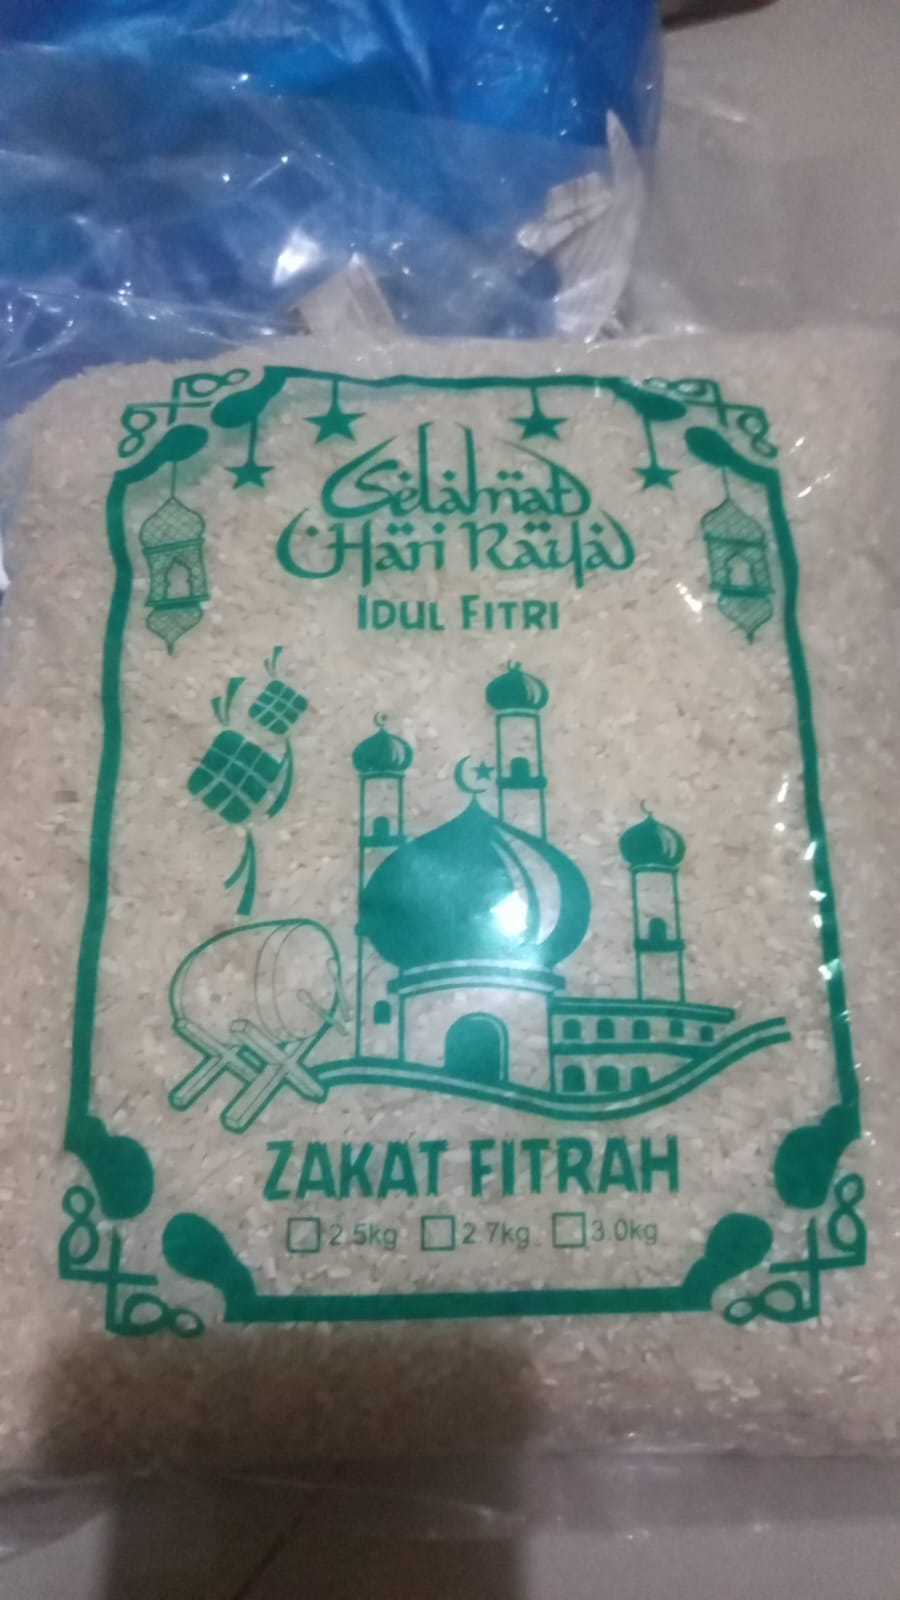 Selamat
Hari Raya
IDUL FITRI
ZAKAT FITRAH
2.5kg 2.7kg 3.0kg